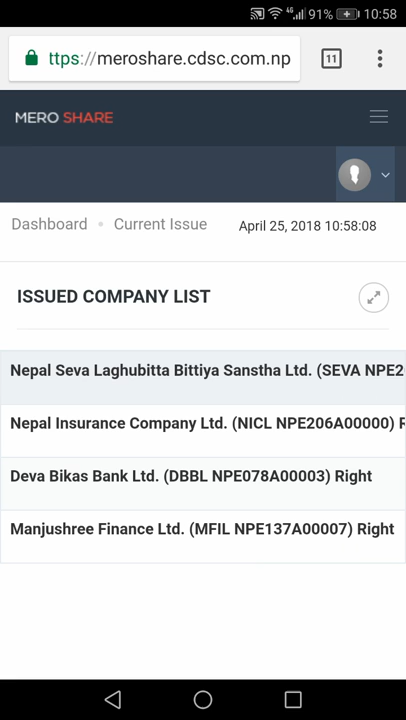 4G 91% 10:58
ttps://meroshare.cdsc.com.np 11
MERO SHARE
Dashboard • Current Issue April 25, 2018 10:58:08
ISSUED COMPANY LIST
Nepal Seva Laghubitta Bittiya Sanstha Ltd. (SEVA NPE2
Nepal Insurance Company Ltd. (NICL NPE206A00000) R
Deva Bikas Bank Ltd. (DBBL NPE078A00003) Right
Manjushree Finance Ltd. (MFIL NPE137A00007) Right